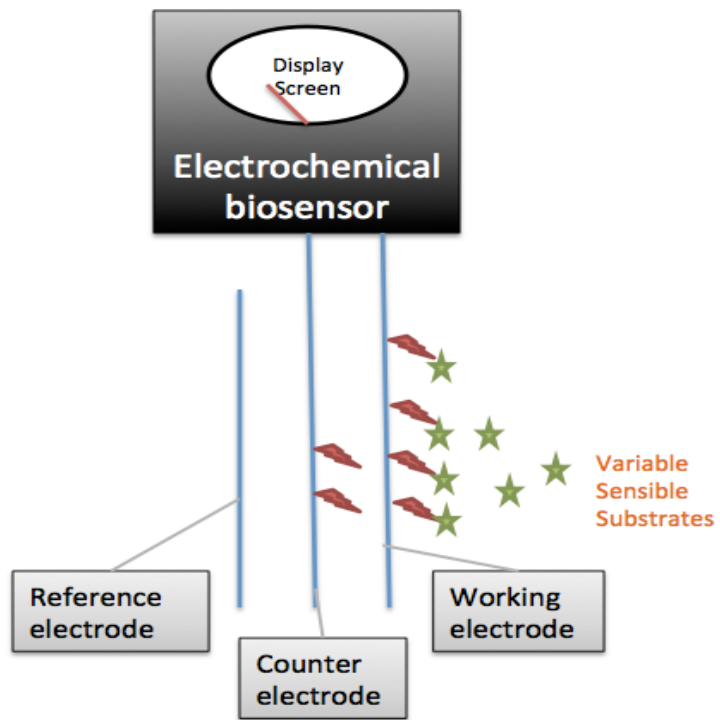 Display
Screen
Electrochemical
biosensor
Variable
Sensible
Substrates
Reference
electrode
Counter
electrode
Working
electrode